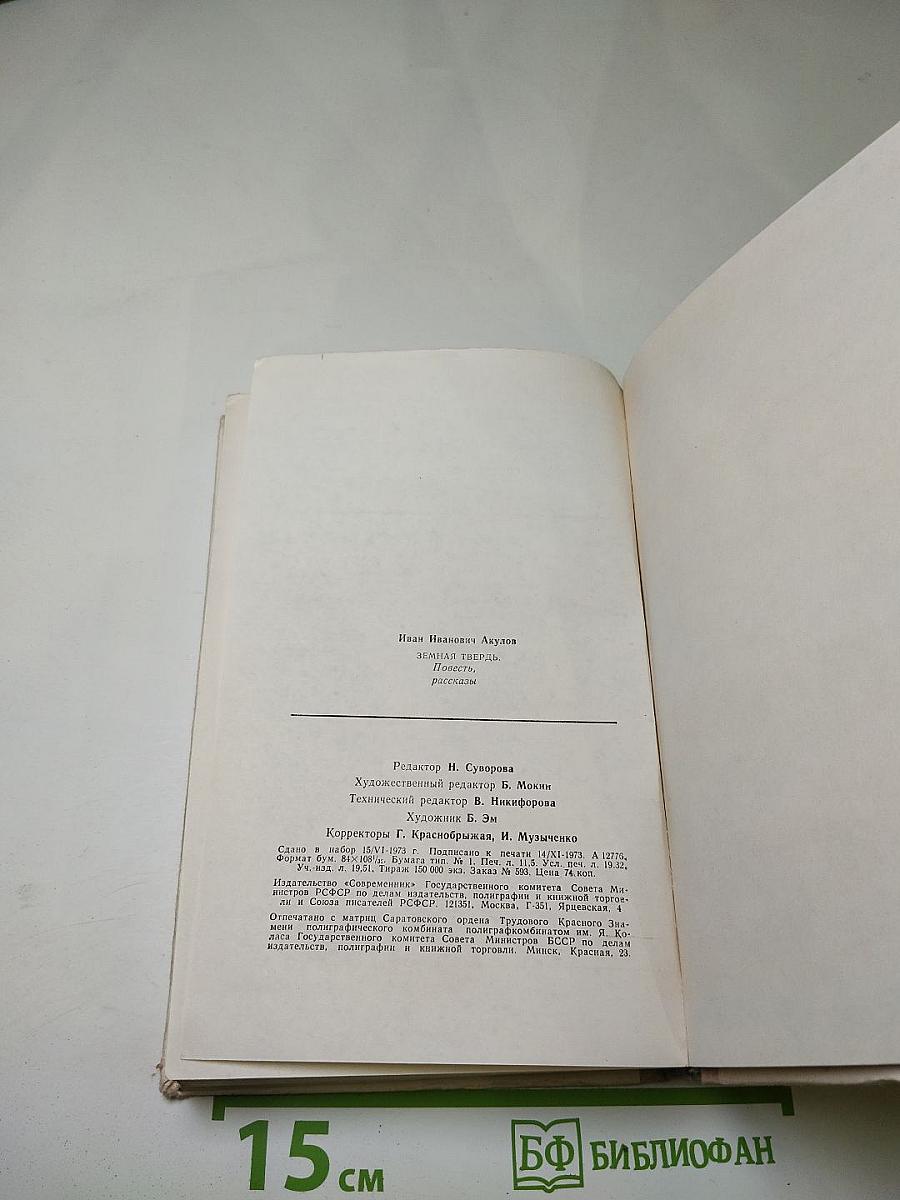 Иван Иванович Акулов
ЗЕМНАЯ ТВЕРДЬ.
Повесть,
рассказы
Редактор Н. Суворова
Художественный редактор Б. Мокин
Технический редактор В. Никифорова
Художник Б. Эм
Корректоры Г. Краснобрыжая, И. Музыченко
Сдано в набор 15/VI-1973 г. Подписано к печати 14/XI-1973. А 12776.
Формат бум. 84×108¹/₃₂. Бумага тип. № 1. Печ. л. 11,5. Усл. печ. л. 19,32.
Уч.-изд. л. 19,51. Тираж 150 000 экз. Заказ № 593. Цена 74 коп.
Издательство «Современник» Государственного комитета Совета Ми-
нистров РСФСР по делам издательств, полиграфии и книжной торгов-
ли и Союза писателей РСФСР. 121351, Москва, Г-351, Ярцевская, 4
Отпечатано с матриц Саратовского ордена Трудового Красного Зна-
мени полиграфического комбината полиграфкомбинатом им. Я. Ко-
ласа Государственного комитета Совета Министров БССР по делам
издательств, полиграфии и книжной торговли. Минск, Красная, 23.
15 см
БФ БИБЛИОФАН